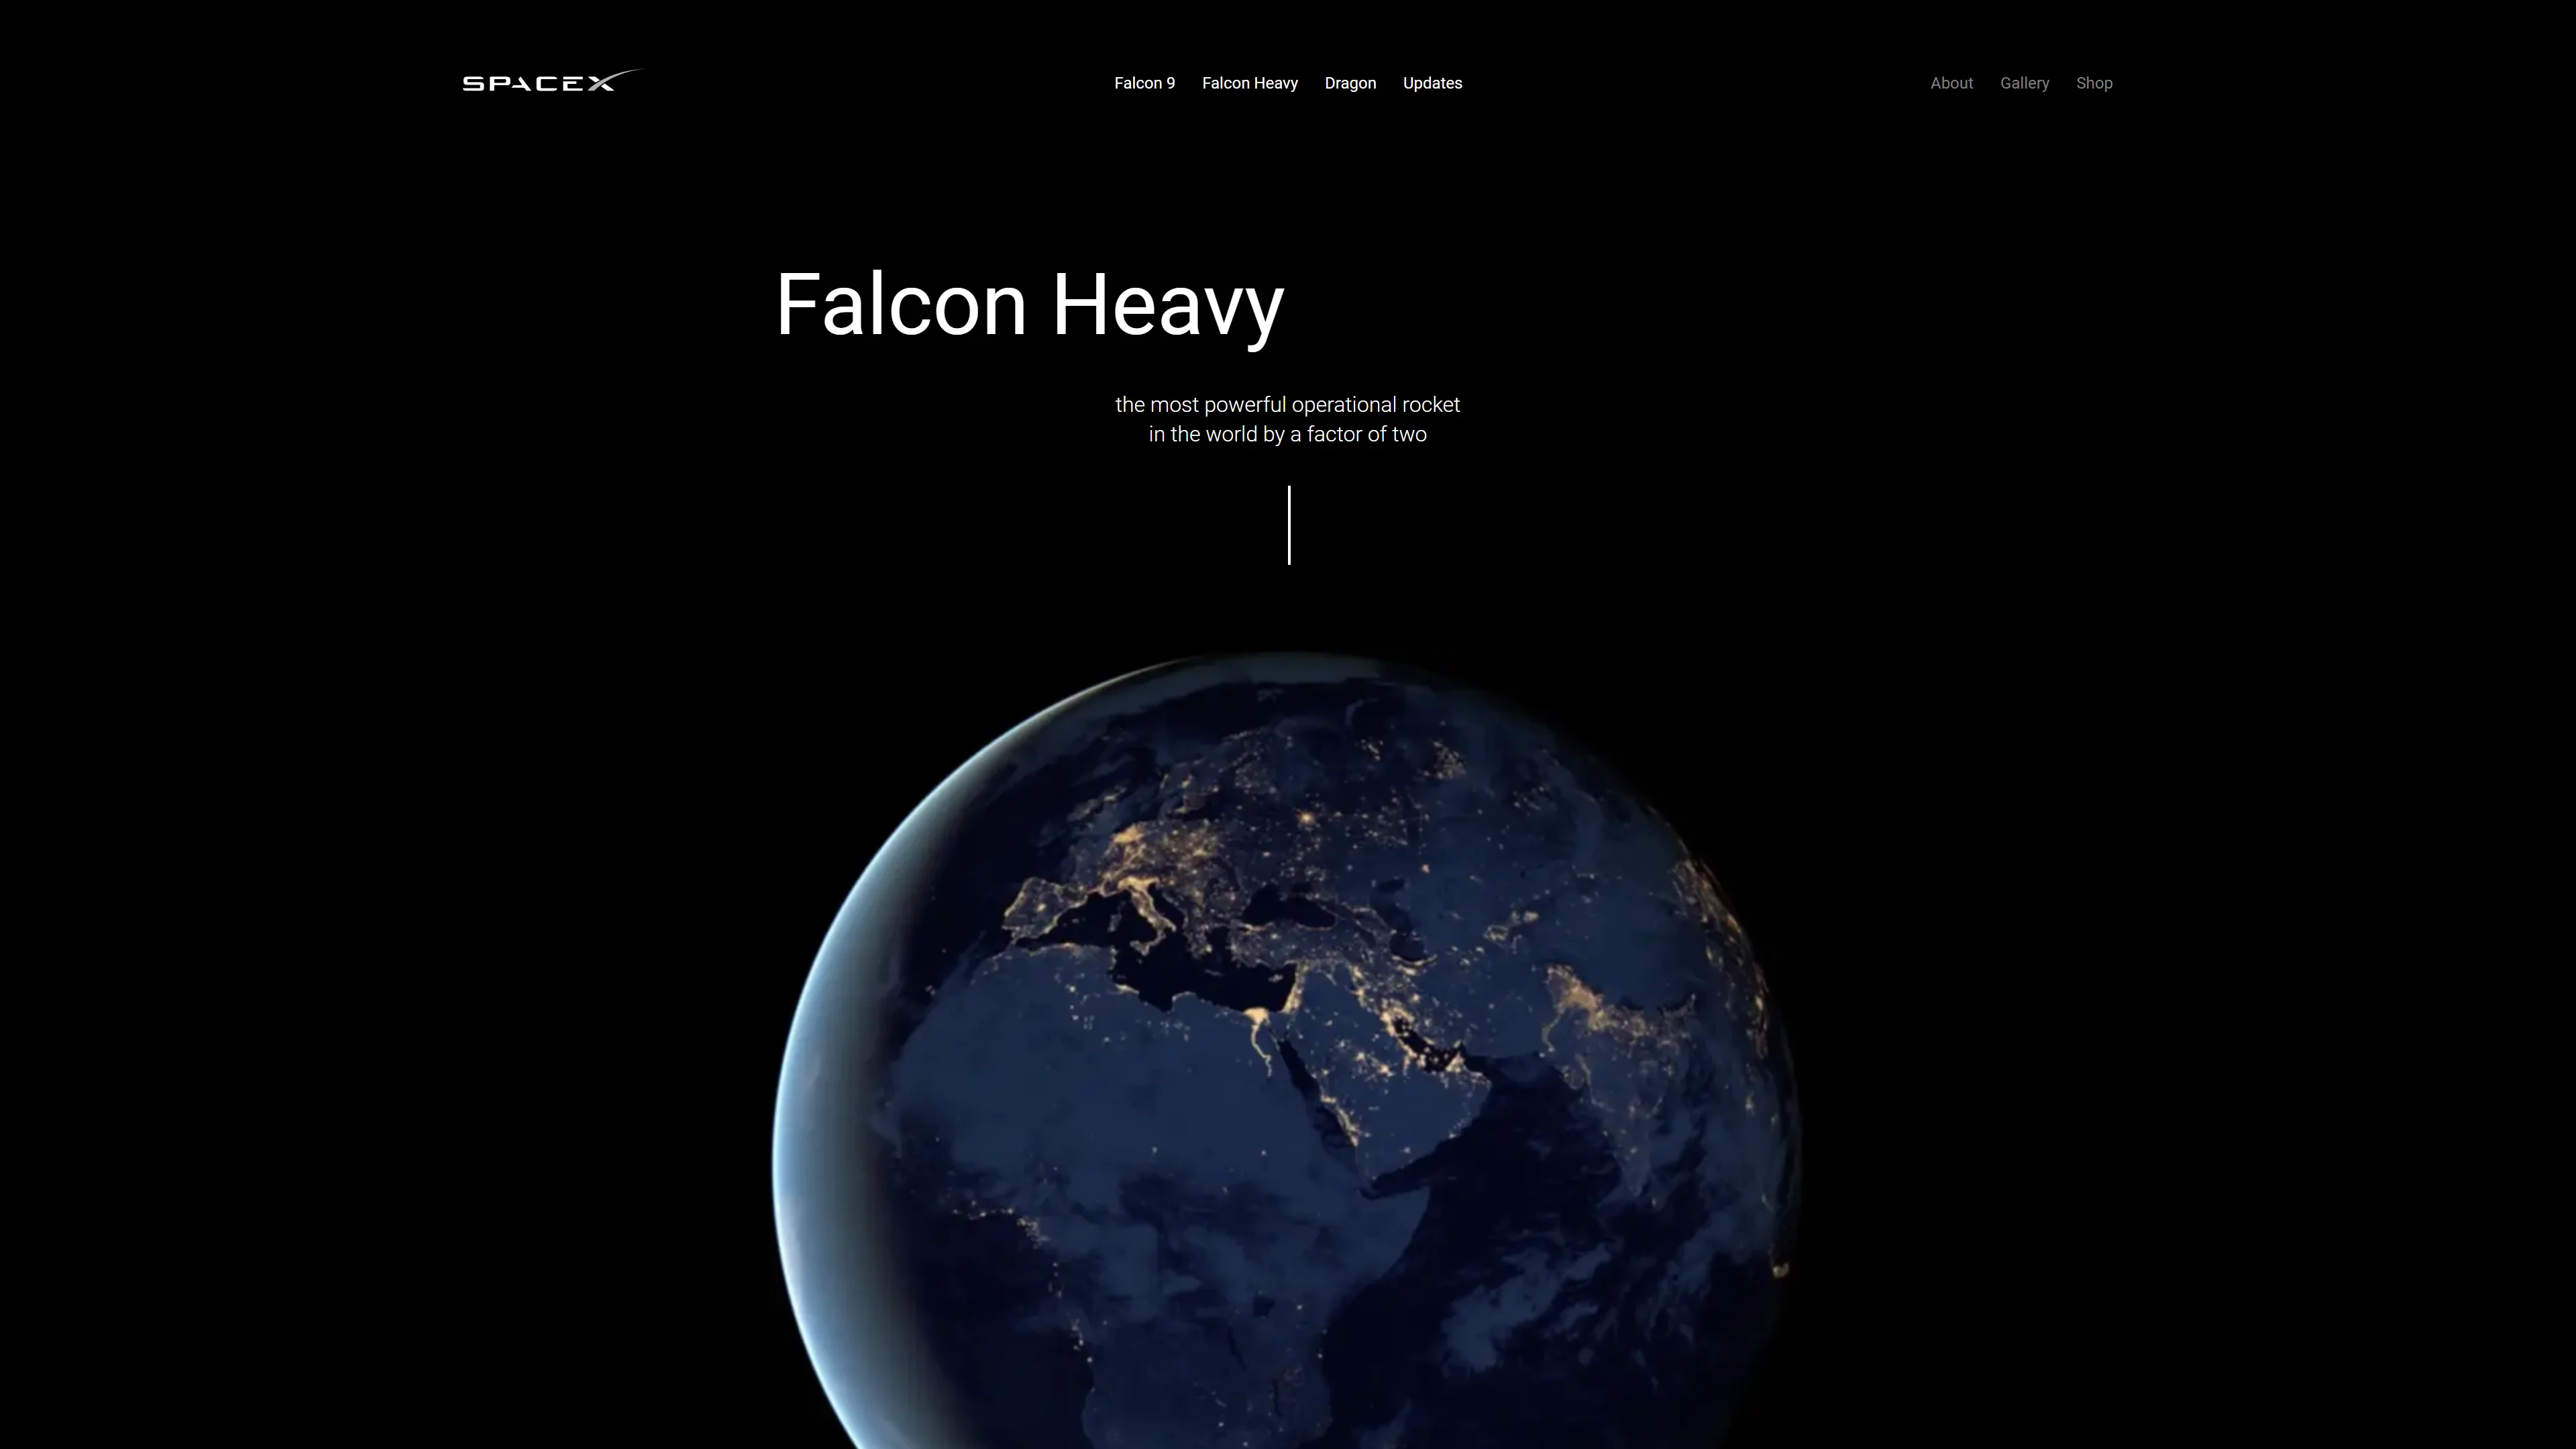 SPACEX
Falcon 9 Falcon Heavy Dragon Updates
About Gallery Shop
Falcon Heavy
the most powerful operational rocket
in the world by a factor of two